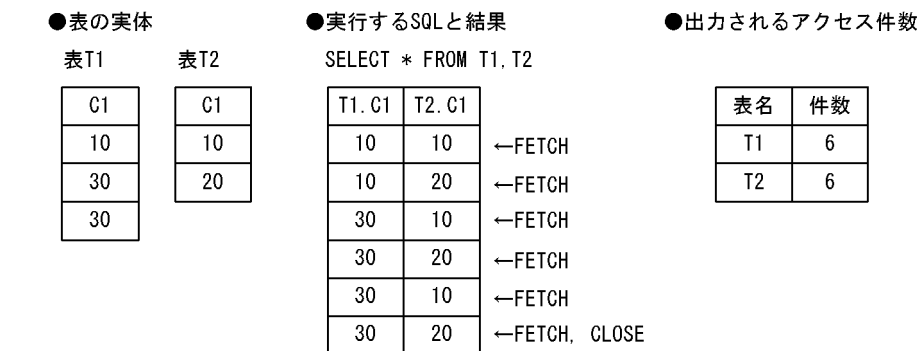 ●表の実体 ●実行するSQLと結果 ●出力されるアクセス件数
表T1 表T2 SELECT * FROM T1,T2
C1 C1 T1.C1 T2.C1 表名 件数
10 10 10 10 ←FETCH T1 6
30 20 10 20 ←FETCH T2 6
30 30 10 ←FETCH
30 20 ←FETCH
30 10 ←FETCH
30 20 ←FETCH, CLOSE